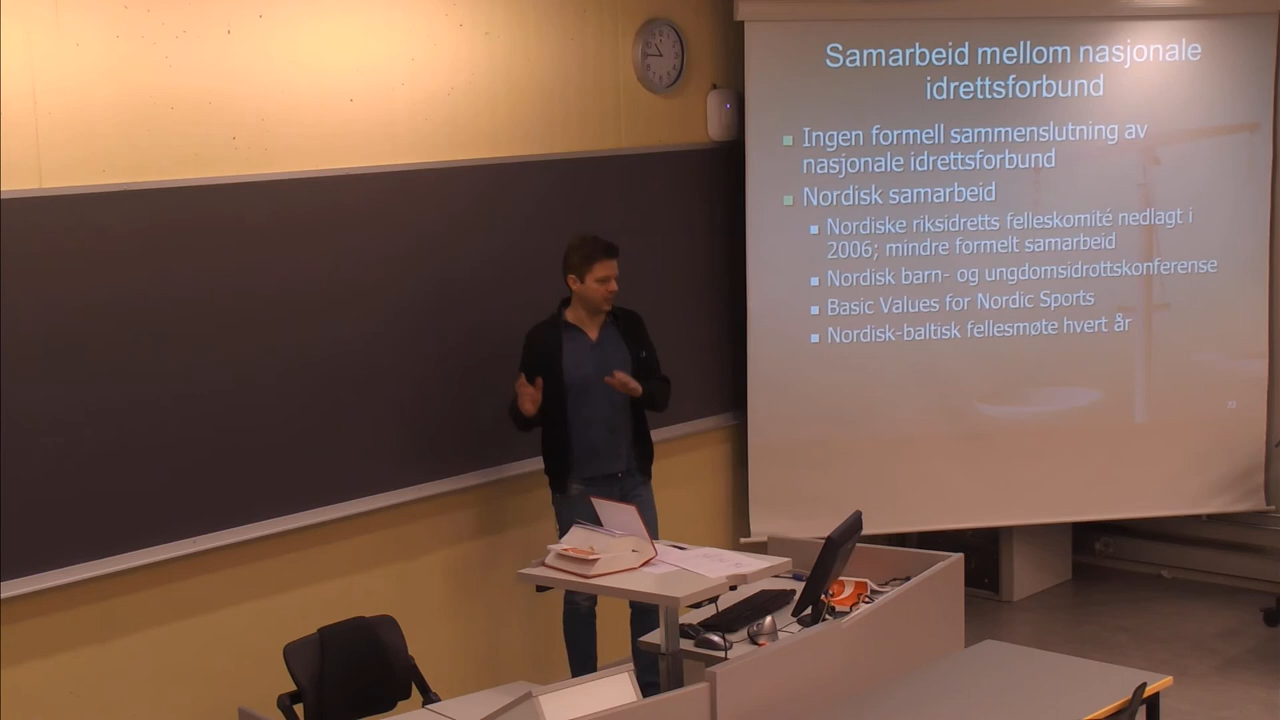 Samarbeid mellom nasjonale
idrettsforbund
Ingen formell sammenslutning av
nasjonale idrettsforbund
Nordisk samarbeid
Nordiske riksidretts felleskomité nedlagt i
2006; mindre formelt samarbeid
Nordisk barn- og ungdomsidrottskonferense
Basic Values for Nordic Sports
Nordisk-baltisk fellesmøte hvert år